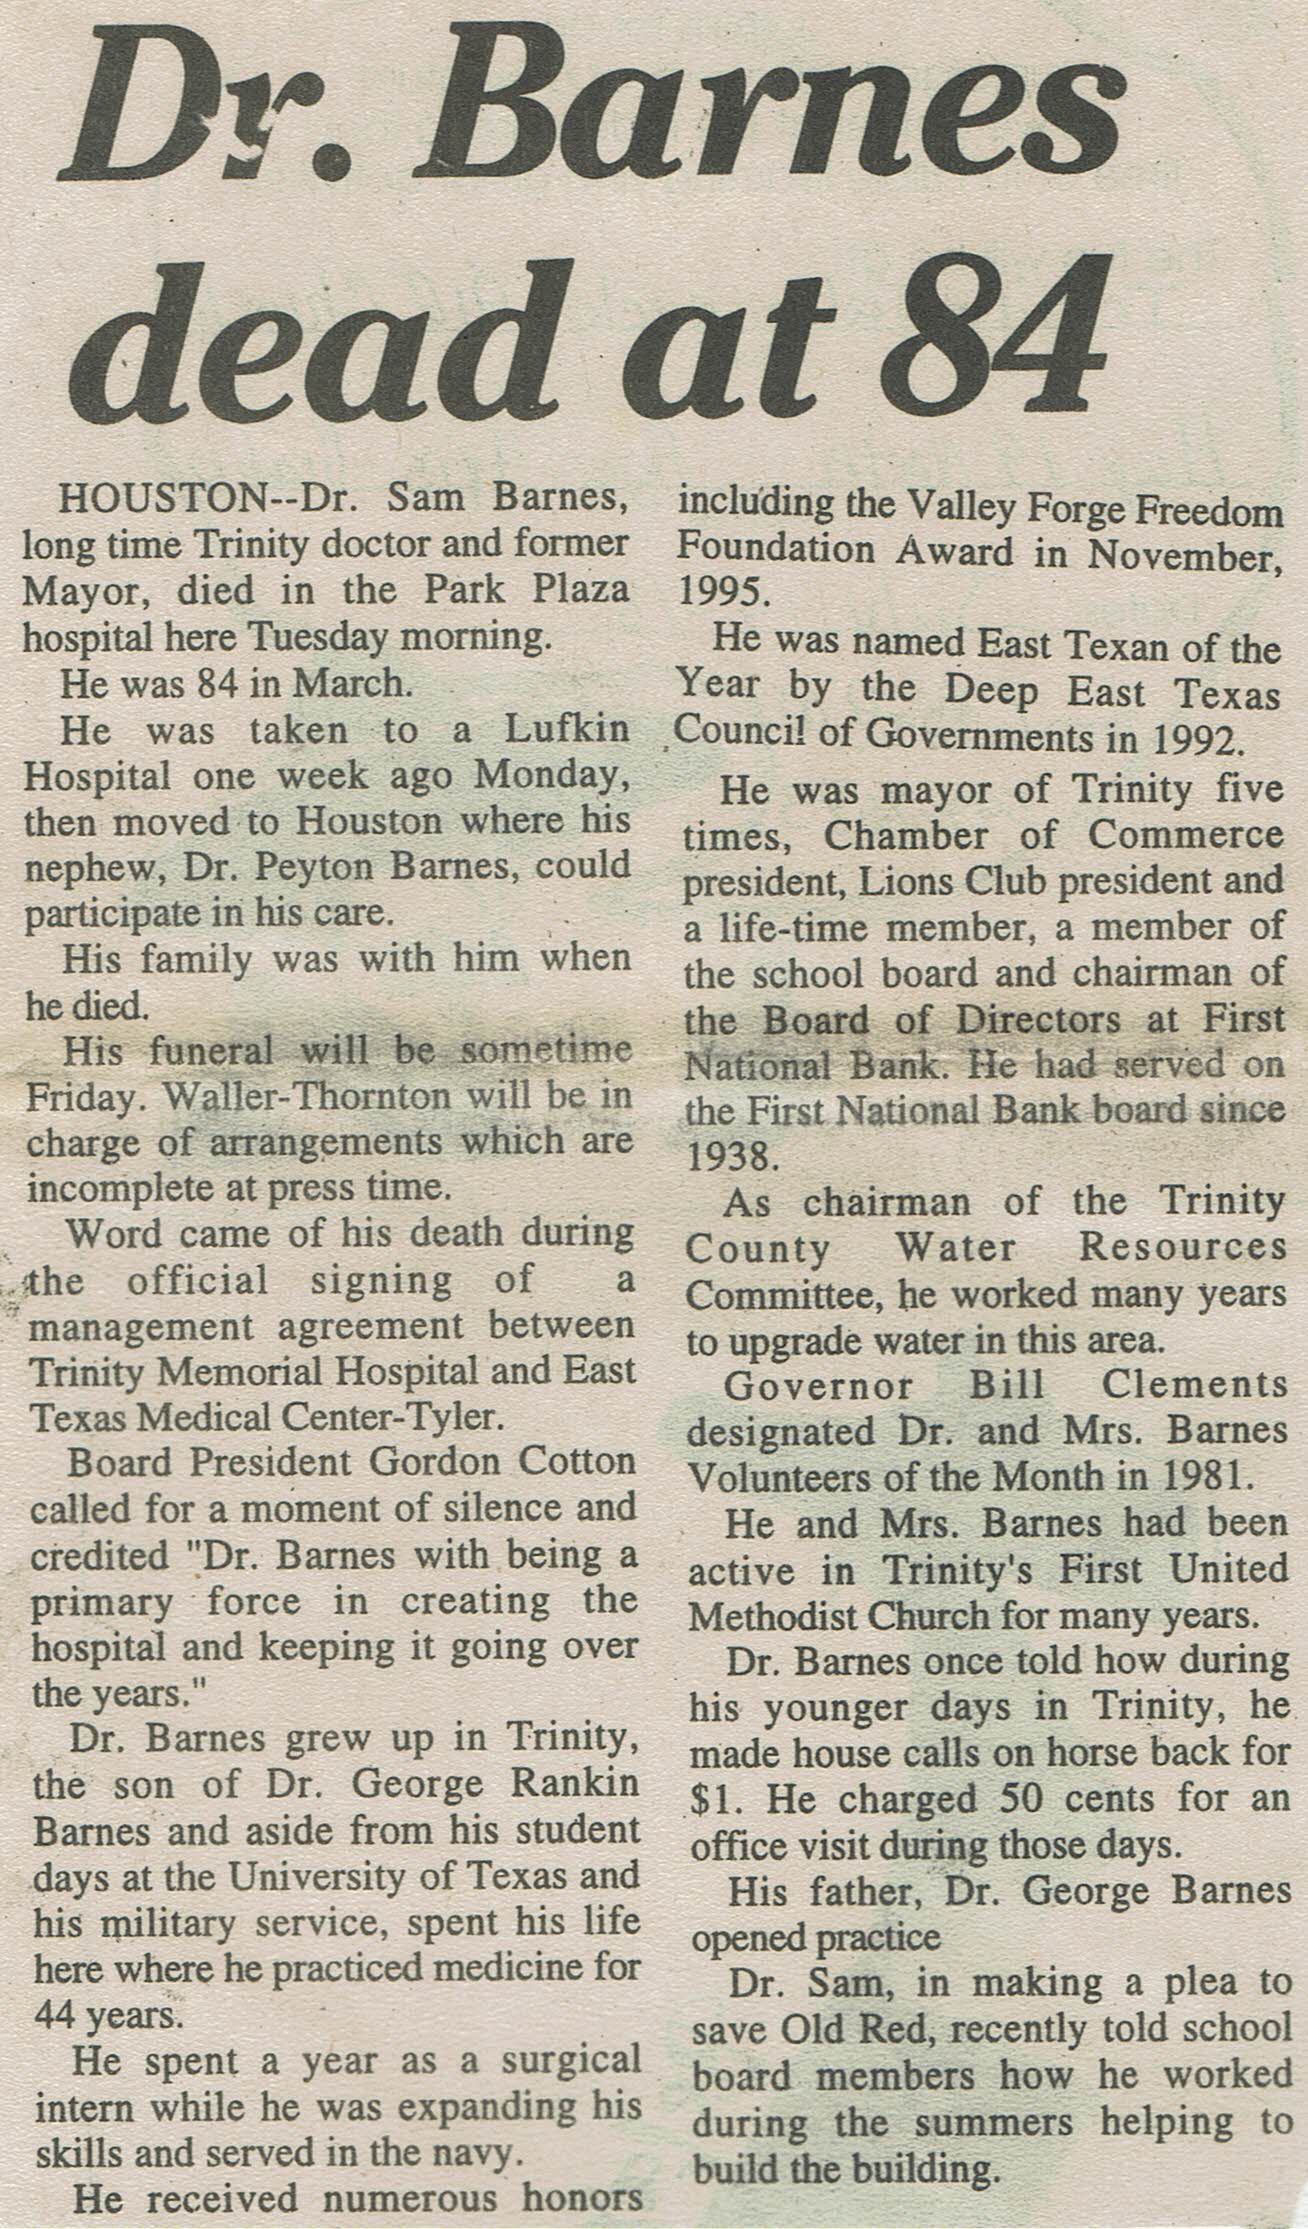 Dr. Barnes
dead at 84
HOUSTON--Dr. Sam Barnes,
long time Trinity doctor and former
Mayor, died in the Park Plaza
hospital here Tuesday morning.
He was 84 in March.
He was taken to a Lufkin
Hospital one week ago Monday,
then moved to Houston where his
nephew, Dr. Peyton Barnes, could
participate in his care.
His family was with him when
he died.
His funeral will be sometime
Friday. Waller-Thornton will be in
charge of arrangements which are
incomplete at press time.
Word came of his death during
the official signing of a
management agreement between
Trinity Memorial Hospital and East
Texas Medical Center-Tyler.
Board President Gordon Cotton
called for a moment of silence and
credited "Dr. Barnes with being a
primary force in creating the
hospital and keeping it going over
the years."
Dr. Barnes grew up in Trinity,
the son of Dr. George Rankin
Barnes and aside from his student
days at the University of Texas and
his military service, spent his life
here where he practiced medicine for
44 years.
He spent a year as a surgical
intern while he was expanding his
skills and served in the navy.
He received numerous honors
including the Valley Forge Freedom
Foundation Award in November,
1995.
He was named East Texan of the
Year by the Deep East Texas
Council of Governments in 1992.
He was mayor of Trinity five
times, Chamber of Commerce
president, Lions Club president and
a life-time member, a member of
the school board and chairman of
the Board of Directors at First
National Bank. He had served on
the First National Bank board since
1938.
As chairman of the Trinity
County Water Resources
Committee, he worked many years
to upgrade water in this area.
Governor Bill Clements
designated Dr. and Mrs. Barnes
Volunteers of the Month in 1981.
He and Mrs. Barnes had been
active in Trinity's First United
Methodist Church for many years.
Dr. Barnes once told how during
his younger days in Trinity, he
made house calls on horse back for
$1. He charged 50 cents for an
office visit during those days.
His father, Dr. George Barnes
opened practice
Dr. Sam, in making a plea to
save Old Red, recently told school
board members how he worked
during the summers helping to
build the building.